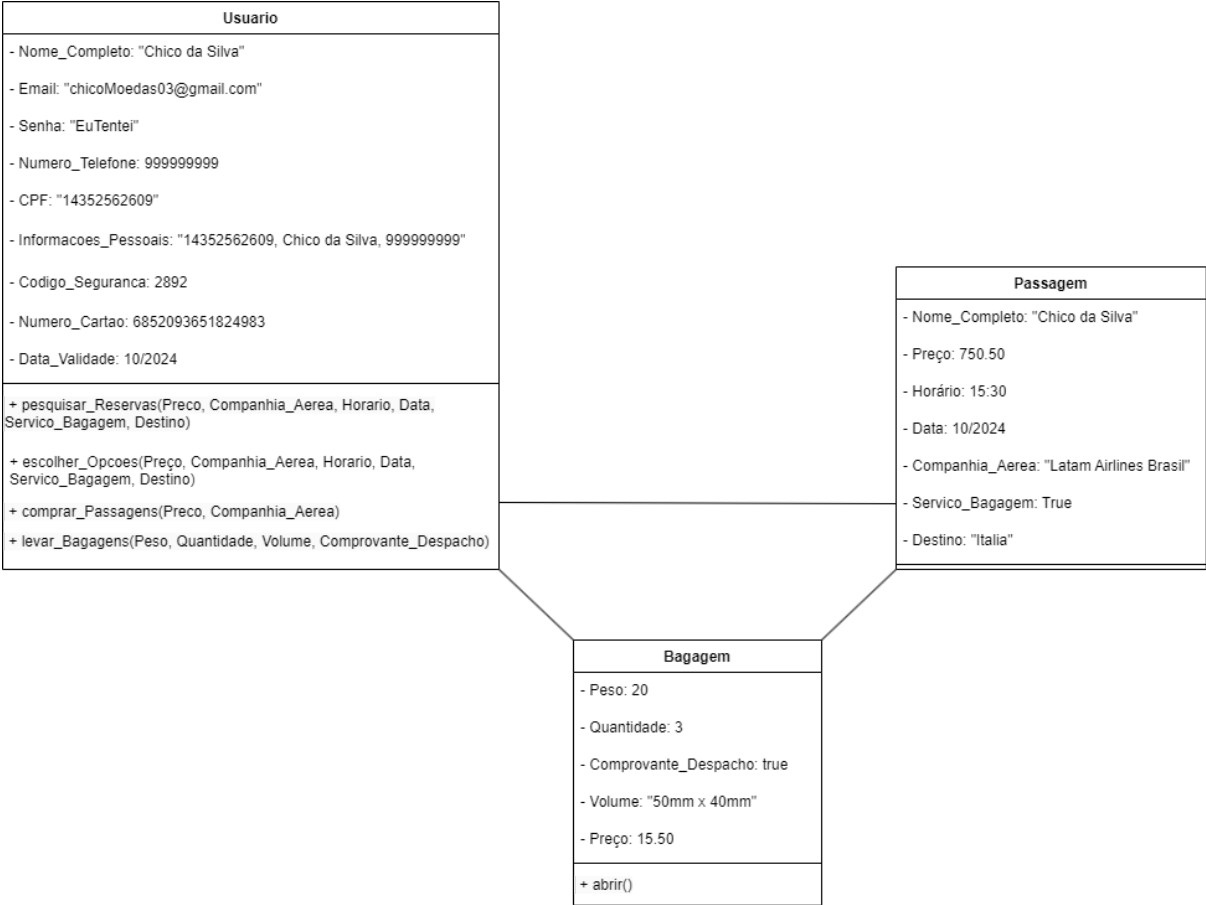 Usuario
- Nome_Completo: "Chico da Silva"
- Email: "chicoMoedas03@gmail.com"
- Senha: "EuTentei"
- Numero_Telefone: 999999999
- CPF: "14352562609"
- Informacoes_Pessoais: "14352562609, Chico da Silva, 999999999"
- Codigo_Seguranca: 2892
- Numero_Cartao: 6852093651824983
- Data_Validade: 10/2024
+ pesquisar_Reservas(Preco, Companhia_Aerea, Horario, Data,
Servico_Bagagem, Destino)
+ escolher_Opcoes(Preço, Companhia_Aerea, Horario, Data,
Servico_Bagagem, Destino)
+ comprar_Passagens(Preco, Companhia_Aerea)
+ levar_Bagagens(Peso, Quantidade, Volume, Comprovante_Despacho)
Passagem
- Nome_Completo: "Chico da Silva"
- Preço: 750.50
- Horário: 15:30
- Data: 10/2024
- Companhia_Aerea: "Latam Airlines Brasil"
- Servico_Bagagem: True
- Destino: "Italia"
Bagagem
- Peso: 20
- Quantidade: 3
- Comprovante_Despacho: true
- Volume: "50mm x 40mm"
- Preço: 15.50
+ abrir()